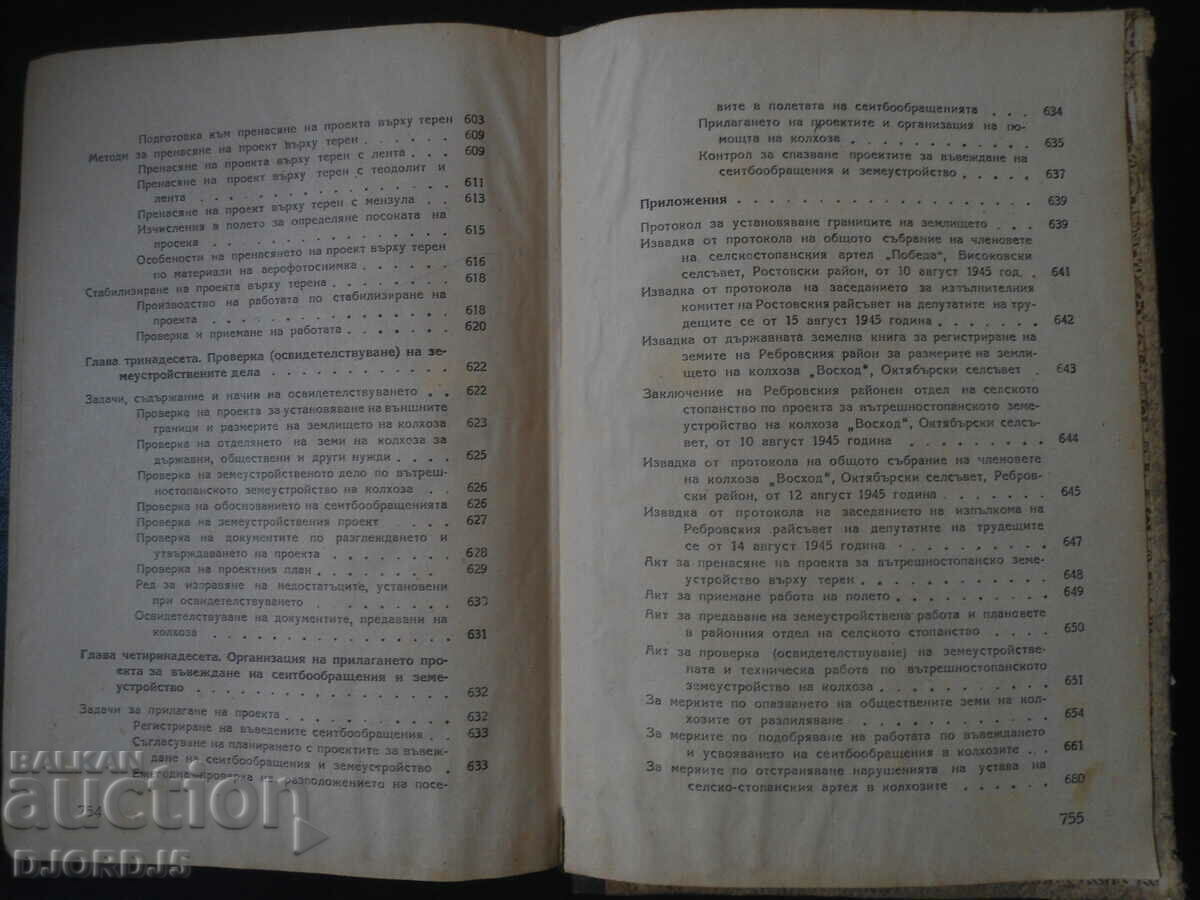 Подготовка към пренасяне на проекта върху терен 603
Методи за пренасяне на проект върху терен . . . . 609
Пренасяне на проект върху терен с лента . . . 609
Пренасяне на проект върху терен с теодолит и
лента . . . . . . . . . . . . . . . . 611
Пренасяне на проект върху терен с мензула . . 613
Изчисления в полето за определяне посоката на
просека . . . . . . . . . . . . . . . 615
Особености на пренасянето на проект върху терен
по материали на аерофотоснимка . . . . . . 616
Стабилизиране на проекта върху терена . . . . . . 618
Производство на работата по стабилизиране на
проекта . . . . . . . . . . . . . . . 618
Проверка и приемане на работата . . . . . . . 620
Глава тринадесета. Проверка (освидетелствуване) на зе-
меустройствените дела . . . . . . . . . . . . 622
Задачи, съдържание и начин на освилетелствуването . . 622
Проверка на проекта за установяване на външните
граници и размерите на землището на колхоза 623
Проверка на отделянето на земи на колхоза за
държавни, обществени и други нужди . . . . 625
Проверка на земеустройственото дело по вътреш-
ностопанското земеустройство на колхоза . . 626
Проверка на обоснованието на сеитбообращенията 626
Проверка на земеустройствения проект . . . . 627
Проверка на документите по разглеждането и
утвърждаването на проекта . . . . . . . . 628
Проверка на проектния план . . . . . . . . . 629
Ред за изправяне на недостатъците, установени
при освидетелствуването . . . . . . . . . 630
Освидетелствуване на документите, предавани на
колхоза . . . . . . . . . . . . . . . 631
Глава четиринадесета. Организация на прилагането про-
екта за въвеждане на сеитбообращения и земе-
устройство . . . . . . . . . . . . . . . . 632
Задачи за прилагане на проекта . . . . . . . . . . 632
Регистриране на въведените сеитбообращения . . 633
Съгласуване на планирането с проектите за въвеж-
дане на сеитбообращения и земеустройство . 633
Ежегодна проверка на разположението на посе-
754
вите в полетата на сеитбообращенията . . . . 634
Прилагането на проектите и организация на по-
мощта на колхоза . . . . . . . . . . . . 635
Контрол за спазване проектите за въвеждане на
сеитбообращения и земеустройство . . . . . 637
Приложения . . . . . . . . . . . . . . . . . 639
Протокол за установяване границите на землището . . . 639
Извадка от протокола на общото събрание на членовете
на селскостопанския артел „Победа", Високовски
селсъвет, Ростовски район, от 10 август 1945 год. . 641
Извадка от протокола на заседанието за изпълнителния
комитет на Ростовския райсъвет на депутатите на тру-
дещите се от 15 август 1945 година . . . . . . . 642
Извадка от държавната земелна книга за регистриране на
земите на Ребровския район за размерите на земли-
щето на колхоза „Восход", Октябърски селсъвет . 643
Заключение на Ребровския районен отдел на селското
стопанство по проекта за вътрешностопанското земе-
устройство на колхоза „Восход", Октябърски селсъ-
вет, от 10 август 1945 година . . . . . . . . . 644
Извадка от протокола на общото събрание на членовете
на колхоза „Восход", Октябърски селсъвет, Ребров-
ски район, от 12 август 1945 година . . . . . . 645
Извадка от протокола на заседанието на изпълкома на
Ребровския райсъвет на депутатите на трудещите
се от 14 август 1945 година . . . . . . . . . . 647
Акт за пренасяне на проекта за вътрешностопанско земе-
устройство върху терен . . . . . . . . . . . . 648
Акт за приемане работа на полето . . . . . . . . . 649
Акт за предаване на земеустройствена работа и плановете
в районния отдел на селското стопанство . . . . 650
Акт за проверка (освидетелствуване) на земеустройстве-
ната и техническа работа по вътрешностопанското
земеустройство на колхоза . . . . . . . . . . 651
За мерки по опазването на обществените земи на кол-
хозите от разпиляване . . . . . . . . . . . . 654
За мерките по подобряване на работата по въвеждането
и усвояването на сеитбообращения в колхозите . . 661
За мерките по отстраняване нарушенията на устава на
селско-стопанския артел в колхозите . . . . . . 680
755
BALKAN
auction
DJORDJ5